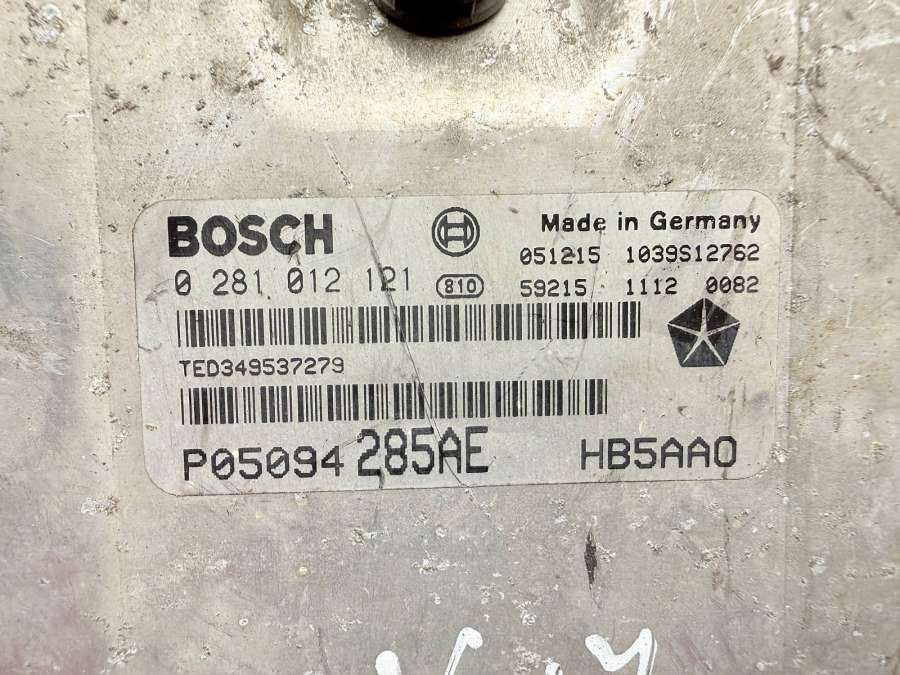 BOSCH
Made in Germany
0 281 012 121
810
051215 1039S12762
59215 1112 0082
TED349537279
P05094 285AE
HB5AA0